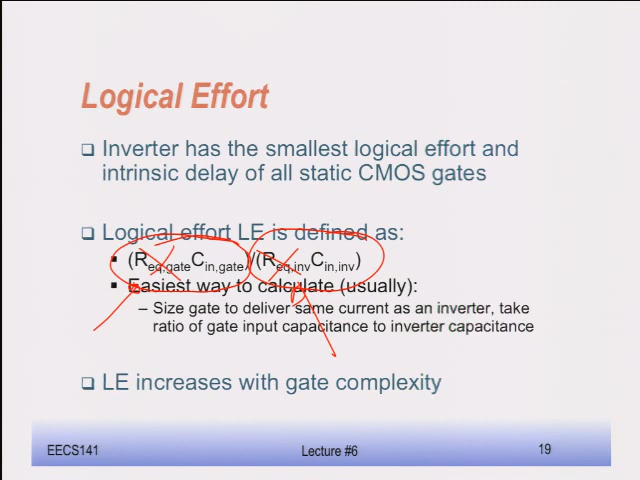 Logical Effort
❑ Inverter has the smallest logical effort and
intrinsic delay of all static CMOS gates
❑ Logical effort LE is defined as:
▪ (Req,gateCin,gate)/(Req,invCin,inv)
▪ Easiest way to calculate (usually):
– Size gate to deliver same current as an inverter, take
ratio of gate input capacitance to inverter capacitance
❑ LE increases with gate complexity
EECS141 Lecture #6 19